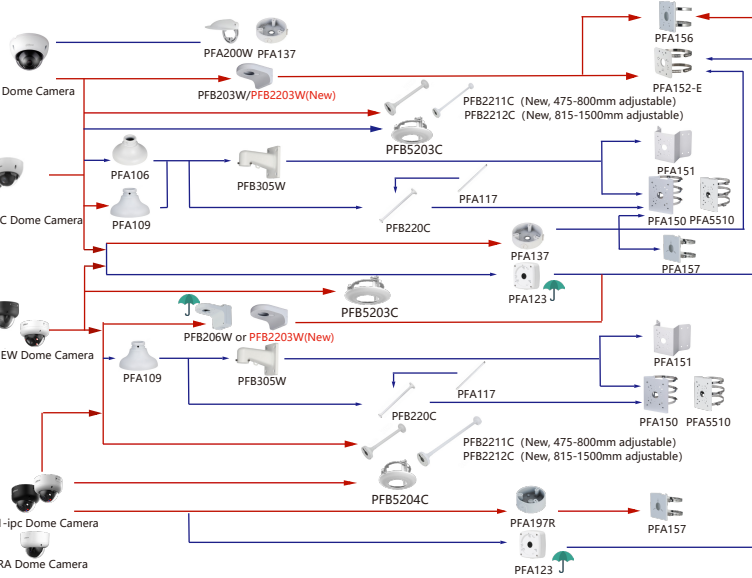 PFA156
PFA200W PFA137
PFA152-E
Dome Camera
PFB203W/PFB2203W(New)
PFB2211C (New, 475-800mm adjustable)
PFB2212C (New, 815-1500mm adjustable)
PFB5203C
PFA106
PFA151
PFB305W
PFA117
C Dome Camera
PFA109
PFB220C
PFA150 PFA5510
PFA137
PFA157
PFA123
PFB5203C
PFB206W or PFB2203W(New)
EW Dome Camera
PFA109
PFB305W
PFA151
PFA117
PFB220C
PFA150 PFA5510
PFB2211C (New, 475-800mm adjustable)
PFB2212C (New, 815-1500mm adjustable)
PFB5204C
-ipc Dome Camera
PFA197R
PFA157
RA Dome Camera
PFA123